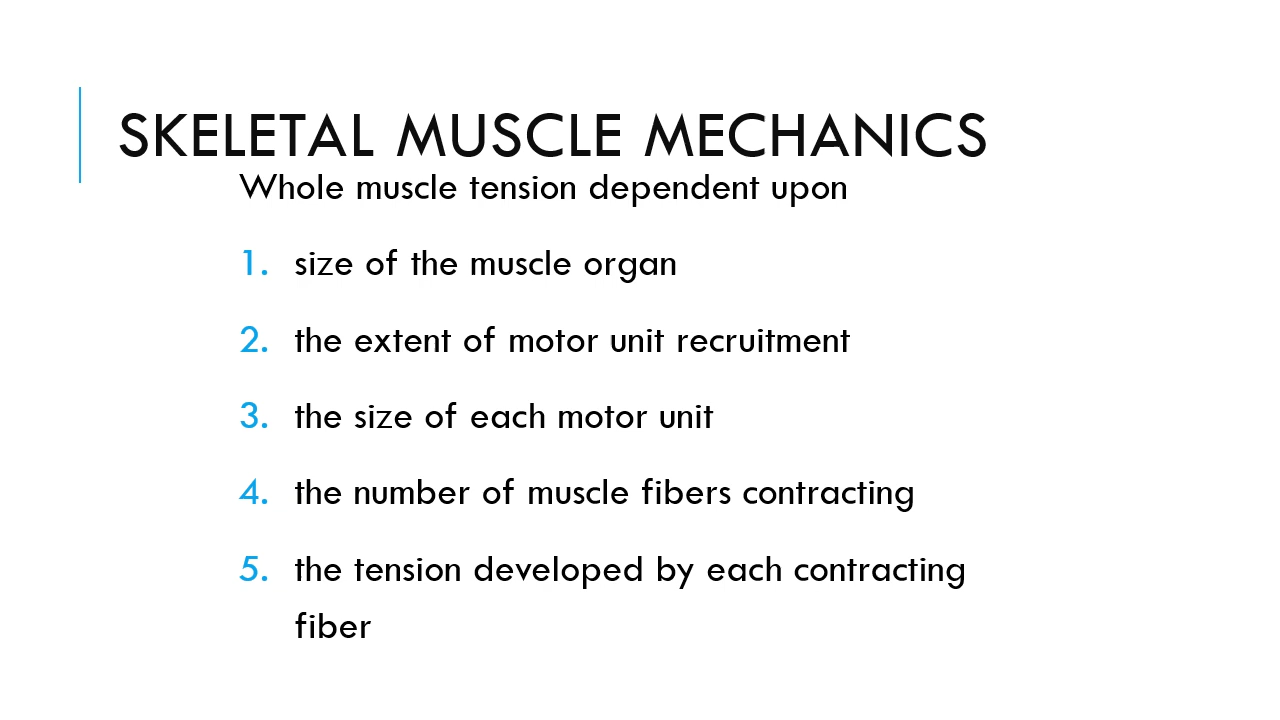 SKELETAL MUSCLE MECHANICS
Whole muscle tension dependent upon
1. size of the muscle organ
2. the extent of motor unit recruitment
3. the size of each motor unit
4. the number of muscle fibers contracting
5. the tension developed by each contracting
fiber